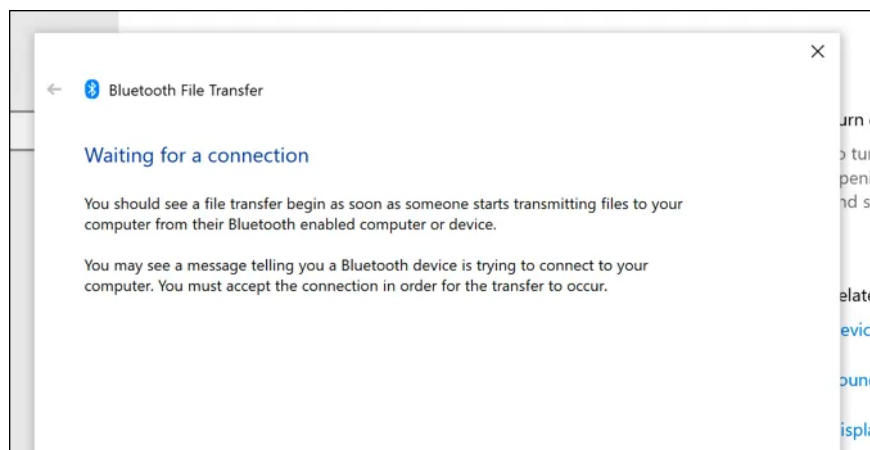 Bluetooth File Transfer
Waiting for a connection
You should see a file transfer begin as soon as someone starts transmitting files to your
computer from their Bluetooth enabled computer or device.
You may see a message telling you a Bluetooth device is trying to connect to your
computer. You must accept the connection in order for the transfer to occur.